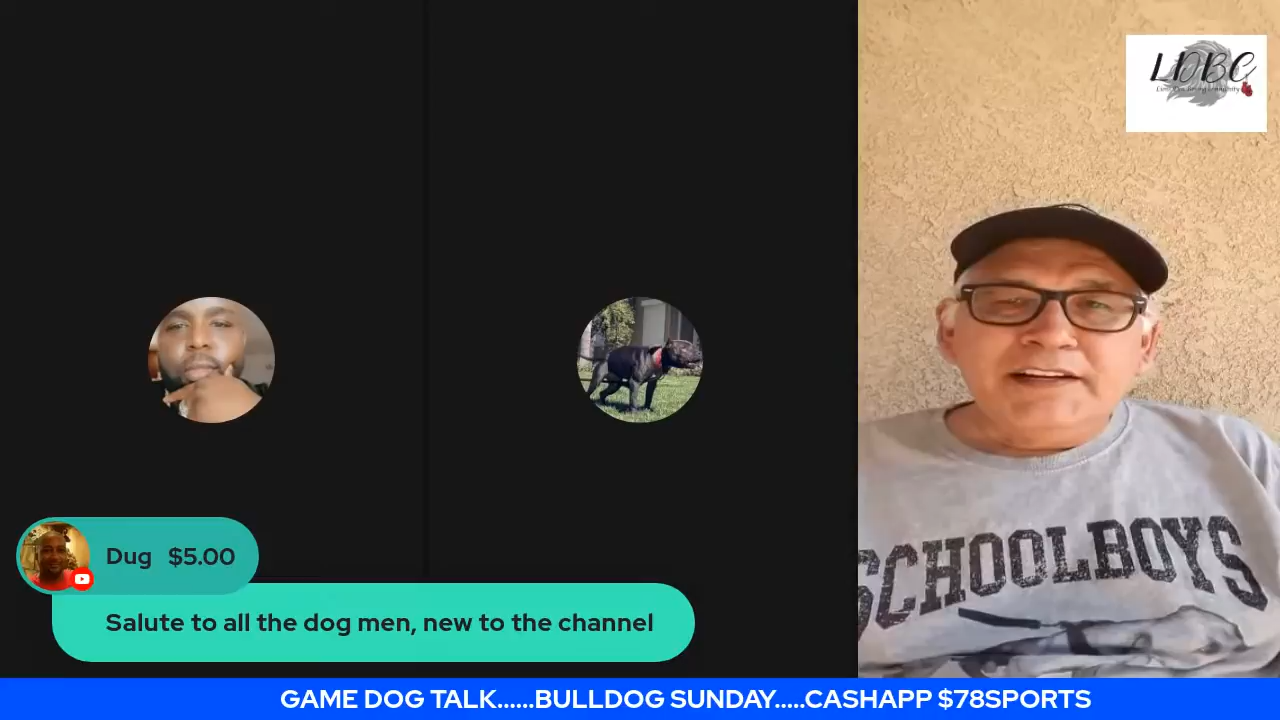 LDBC
Dug $5.00
Salute to all the dog men, new to the channel
SCHOOLBOYS
GAME DOG TALK......BULLDOG SUNDAY.....CASHAPP $78SPORTS